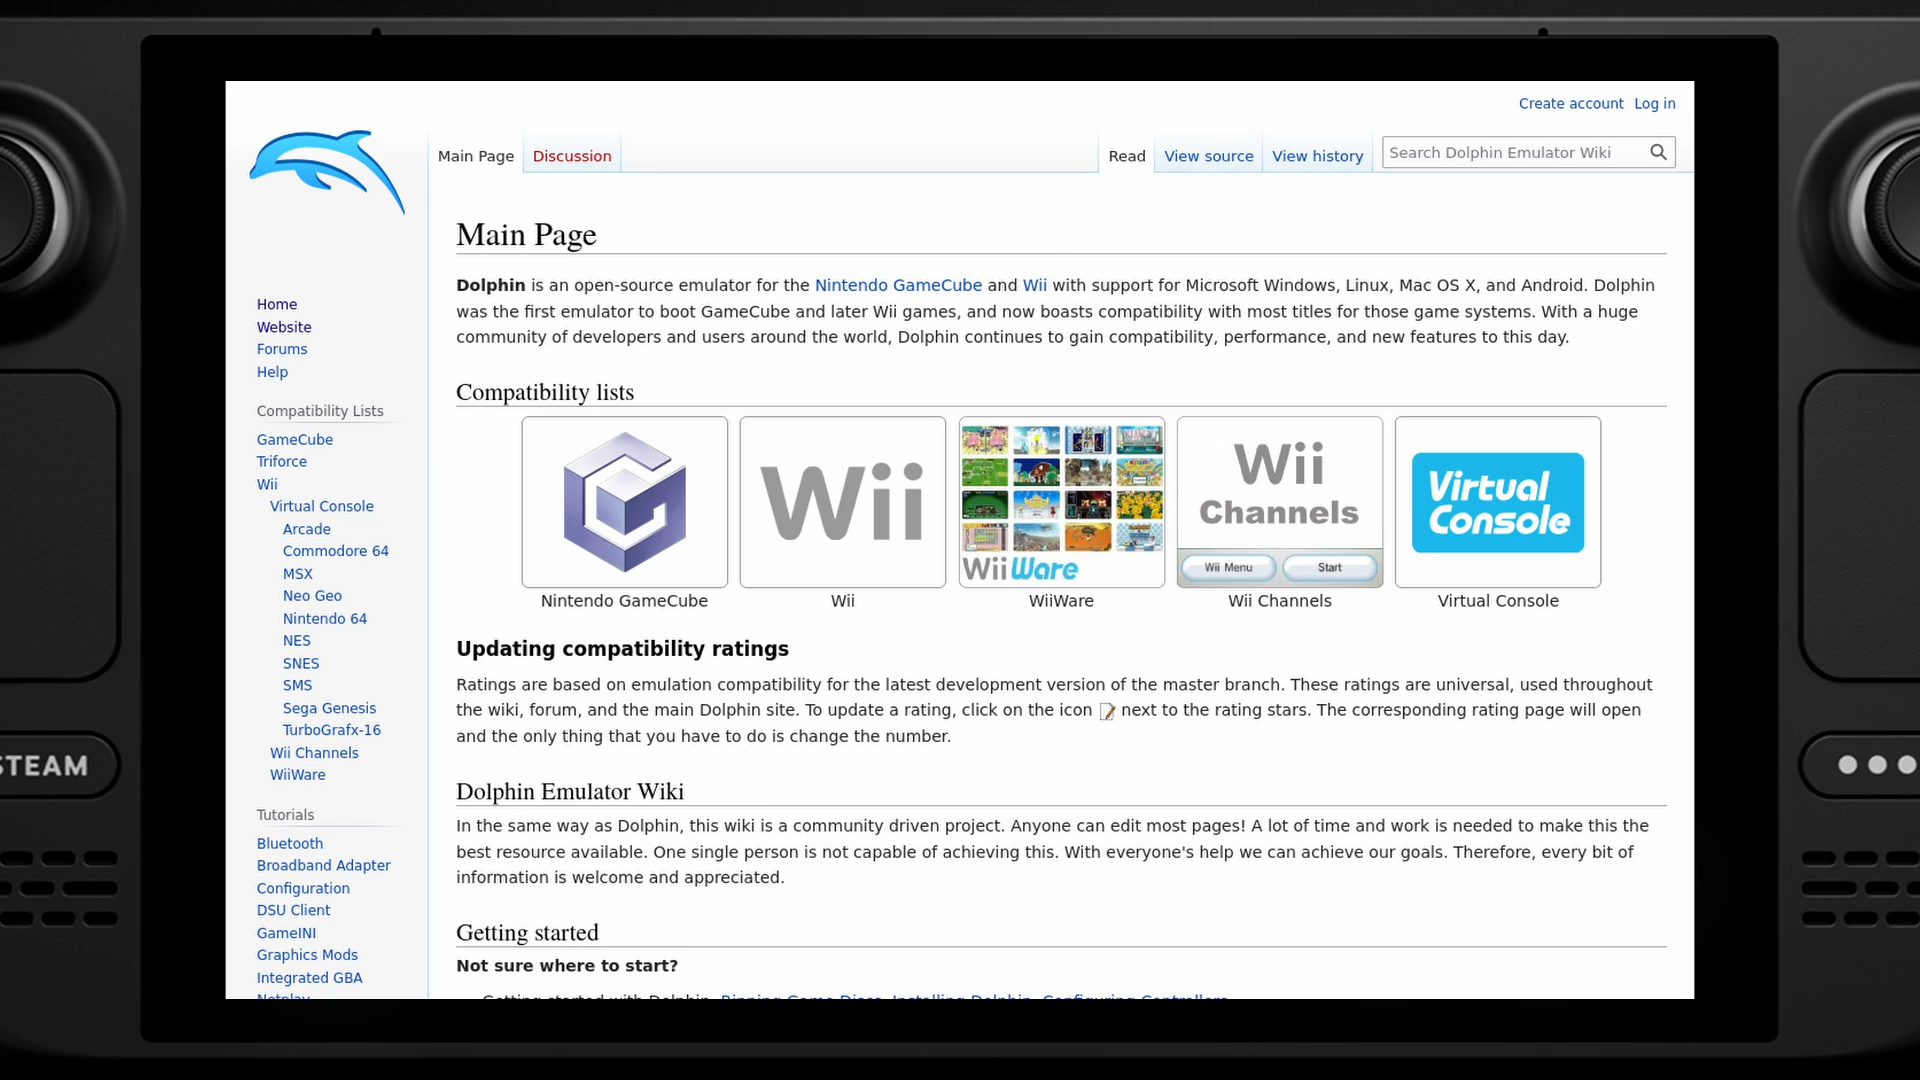 Create account Log in
Main Page Discussion Read View source View history Search Dolphin Emulator Wiki
Main Page
Dolphin is an open-source emulator for the Nintendo GameCube and Wii with support for Microsoft Windows, Linux, Mac OS X, and Android. Dolphin
was the first emulator to boot GameCube and later Wii games, and now boasts compatibility with most titles for those game systems. With a huge
community of developers and users around the world, Dolphin continues to gain compatibility, performance, and new features to this day.
Home
Website
Forums
Help
Compatibility Lists
GameCube
Triforce
Wii
Virtual Console
Arcade
Commodore 64
MSX
Neo Geo
Nintendo 64
NES
SNES
SMS
Sega Genesis
TurboGrafx-16
Wii Channels
WiiWare
Tutorials
Bluetooth
Broadband Adapter
Configuration
DSU Client
GameINI
Graphics Mods
Integrated GBA
Netplay
Compatibility lists
Wii
WiiWare
Wii
Channels
Wii Menu Start
Virtual
Console
Nintendo GameCube Wii WiiWare Wii Channels Virtual Console
Updating compatibility ratings
Ratings are based on emulation compatibility for the latest development version of the master branch. These ratings are universal, used throughout
the wiki, forum, and the main Dolphin site. To update a rating, click on the icon next to the rating stars. The corresponding rating page will open
and the only thing that you have to do is change the number.
Dolphin Emulator Wiki
In the same way as Dolphin, this wiki is a community driven project. Anyone can edit most pages! A lot of time and work is needed to make this the
best resource available. One single person is not capable of achieving this. With everyone's help we can achieve our goals. Therefore, every bit of
information is welcome and appreciated.
Getting started
Not sure where to start?
Getting started with Dolphin, Ripping Game Discs, Installing Dolphin, Configuring Controllers
STEAM